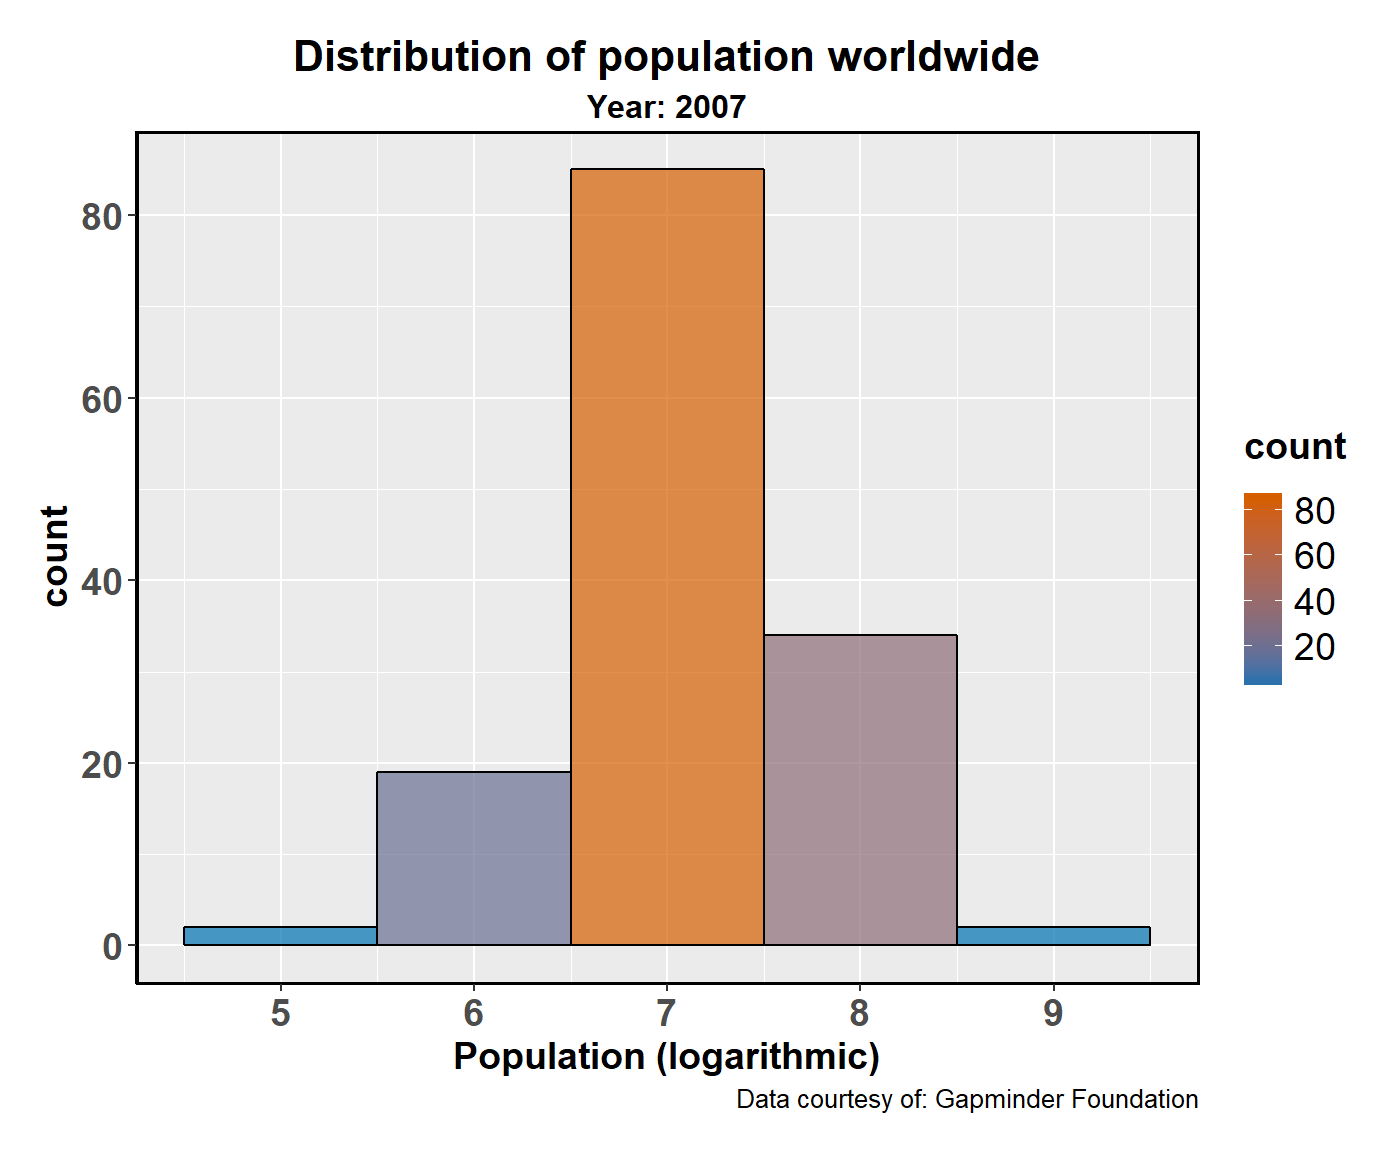 Distribution of population worldwide
Year: 2007
count
80
60
40
20
0
5 6 7 8 9
Population (logarithmic)
count
80
60
40
20
Data courtesy of: Gapminder Foundation